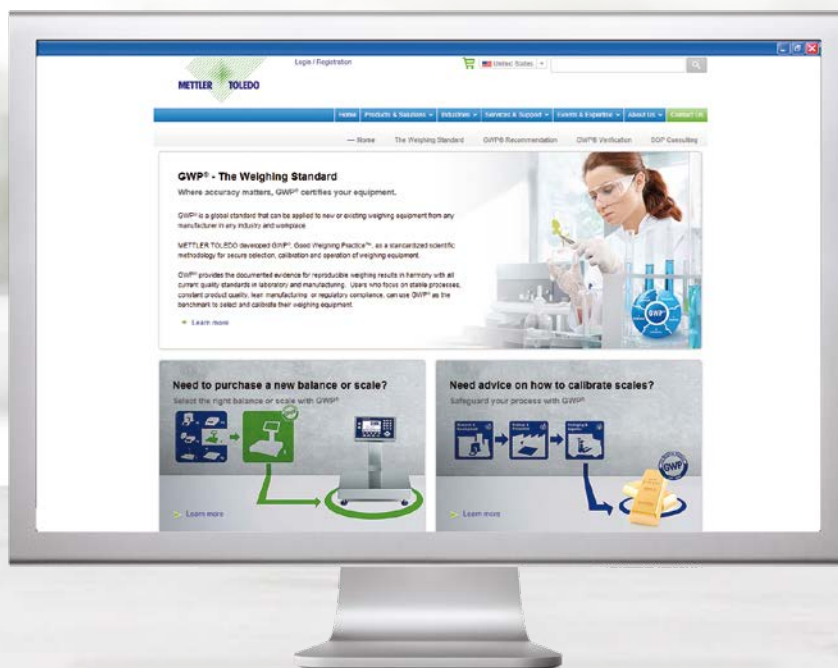 Login / Registration
United States
METTLER TOLEDO
Home Products & Solutions Industries Services & Support Events & Expertise About Us Contact Us
— Home The Weighing Standard GWP® Recommendation GWP® Verification SOP Consulting
GWP® - The Weighing Standard
Where accuracy matters, GWP® certifies your equipment.
GWP® is a global standard that can be applied to new or existing weighing equipment from any
manufacturer in any industry and workplace
METTLER TOLEDO developed GWP®, Good Weighing Practice™, as a standardized scientific
methodology for secure selection, calibration and operation of weighing equipment.
GWP® provides the documented evidence for reproducible weighing results in harmony with all
current quality standards in laboratory and manufacturing. Users who focus on stable processes,
constant product quality, lean manufacturing or regulatory compliance, can use GWP® as the
benchmark to select and calibrate their weighing equipment.
Learn more
GWP®
Need to purchase a new balance or scale?
Select the right balance or scale with GWP®
Learn more
Need advice on how to calibrate scales?
Safeguard your process with GWP®
GWP
Learn more